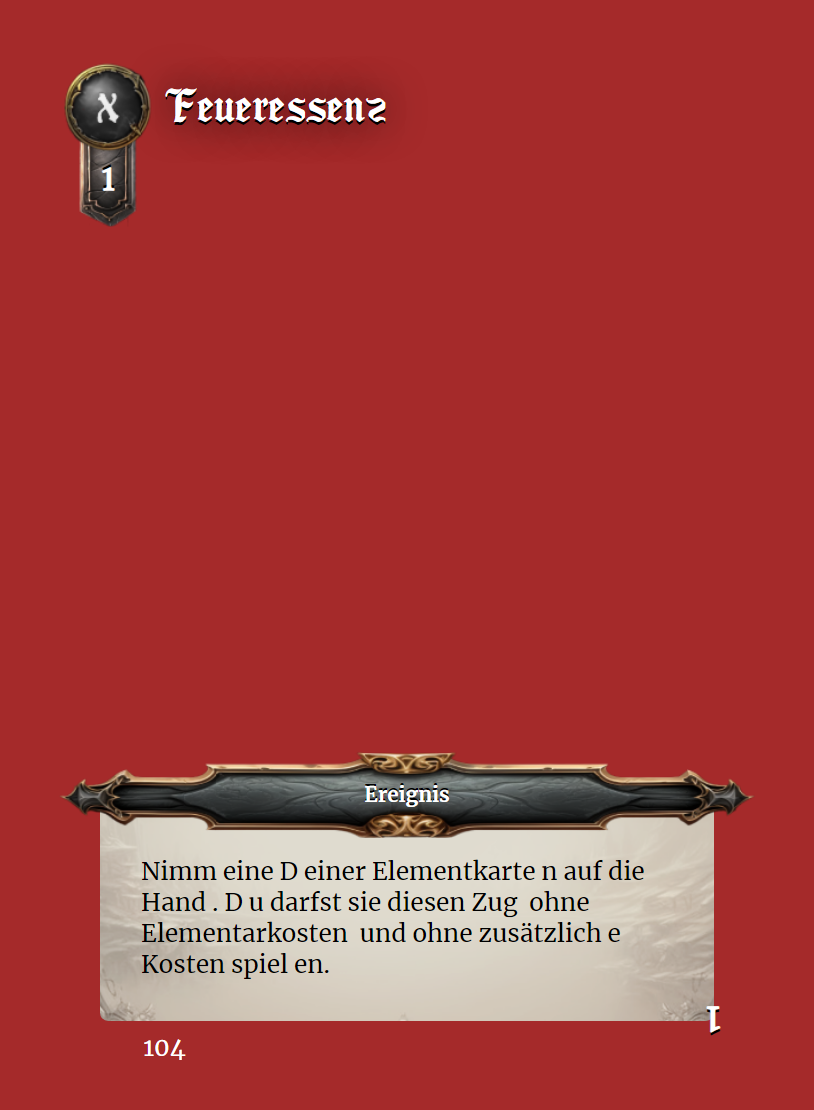 X
Feueressenz
1
Ereignis
Nimm eine D einer Elementkarte n auf die
Hand . D u darfst sie diesen Zug  ohne
Elementarkosten  und ohne zusätzlich e
Kosten spiel en.
1
104